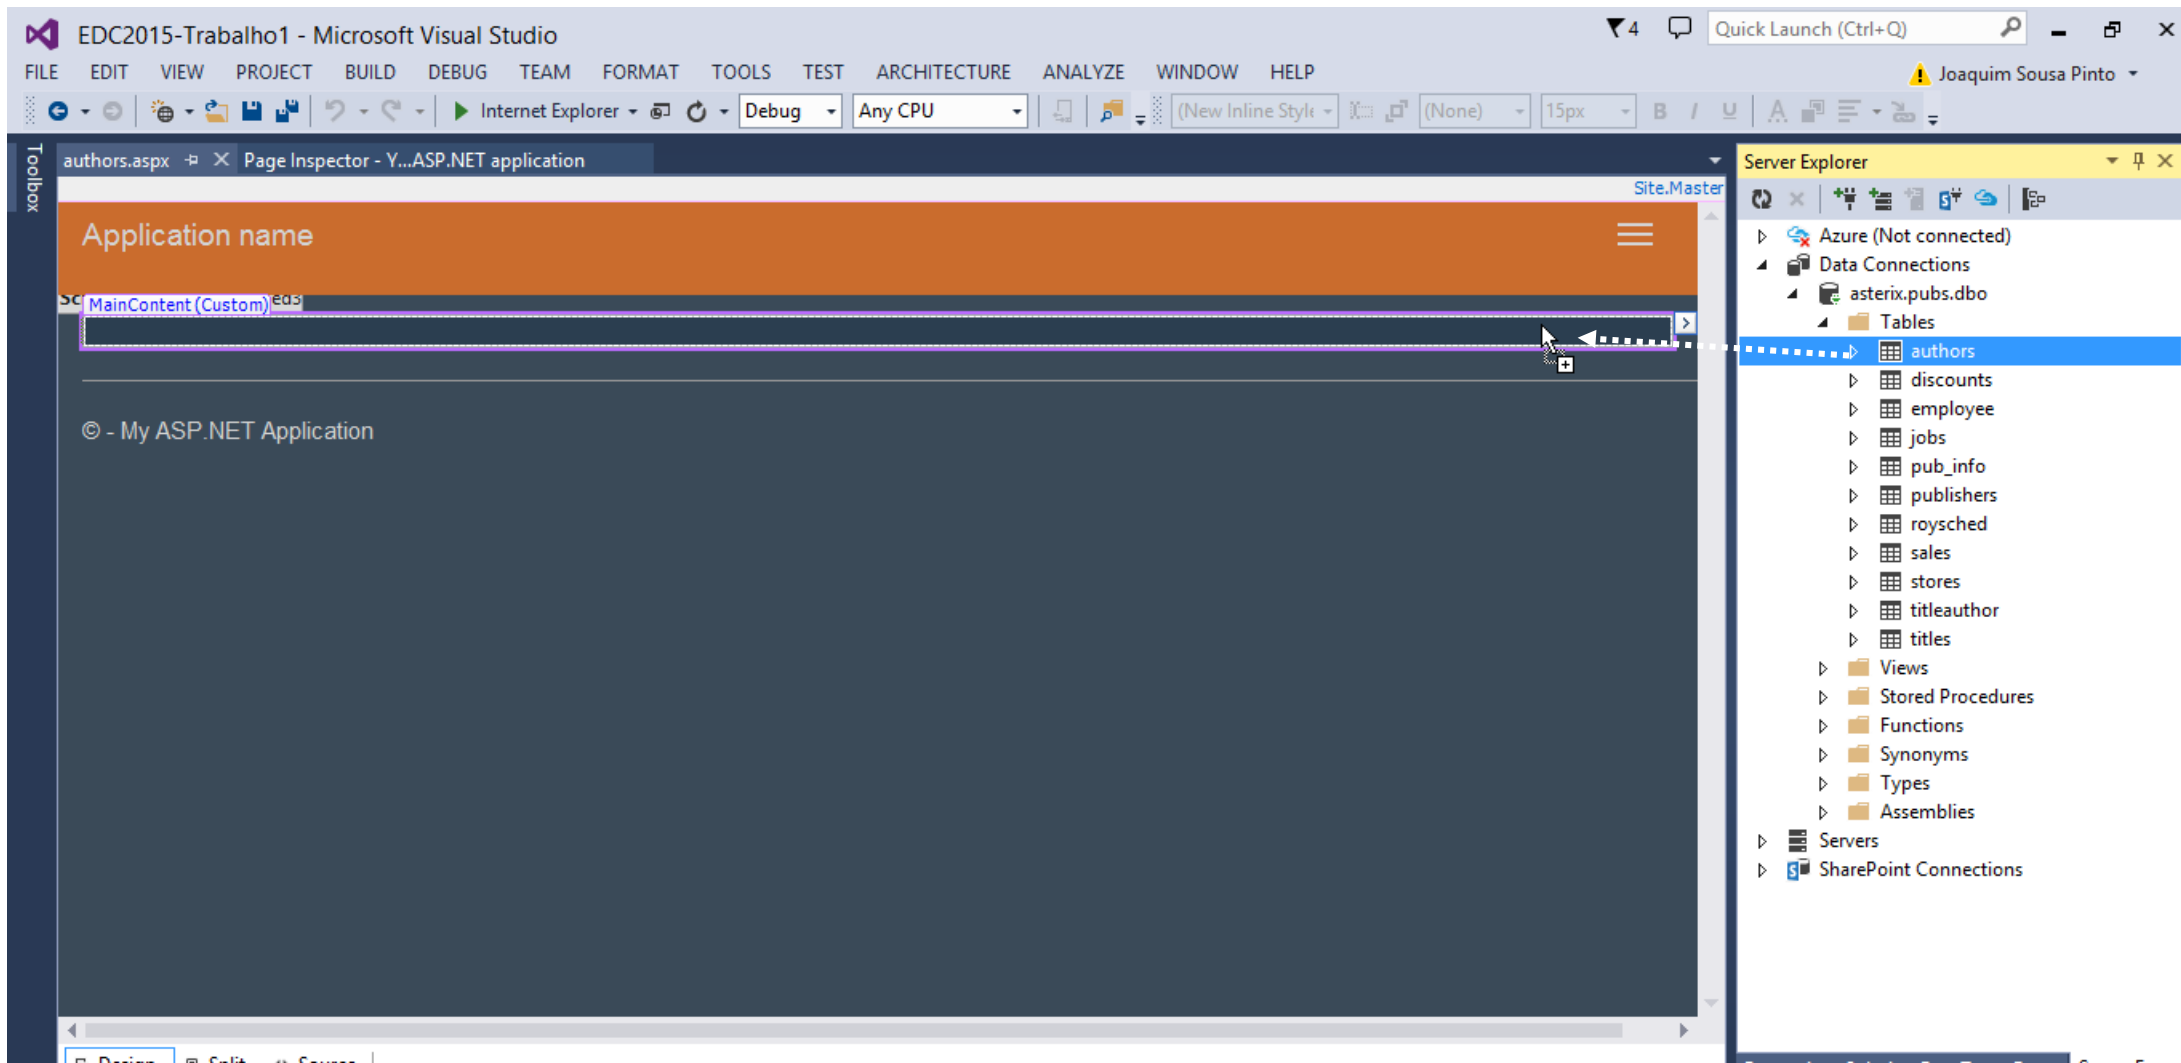 EDC2015-Trabalho1 - Microsoft Visual Studio
4
Quick Launch (Ctrl+Q)
FILE EDIT VIEW PROJECT BUILD DEBUG TEAM FORMAT TOOLS TEST ARCHITECTURE ANALYZE WINDOW HELP
Joaquim Sousa Pinto
Internet Explorer Debug Any CPU (New Inline Style (None) 15px B I U A
Toolbox
authors.aspx Page Inspector - Y...ASP.NET application
Site.Master
Application name
MainContent (Custom)
© - My ASP.NET Application
Design Split Source
Server Explorer
Azure (Not connected)
Data Connections
asterix.pubs.dbo
Tables
authors
discounts
employee
jobs
pub_info
publishers
roysched
sales
stores
titleauthor
titles
Views
Stored Procedures
Functions
Synonyms
Types
Assemblies
Servers
SharePoint Connections